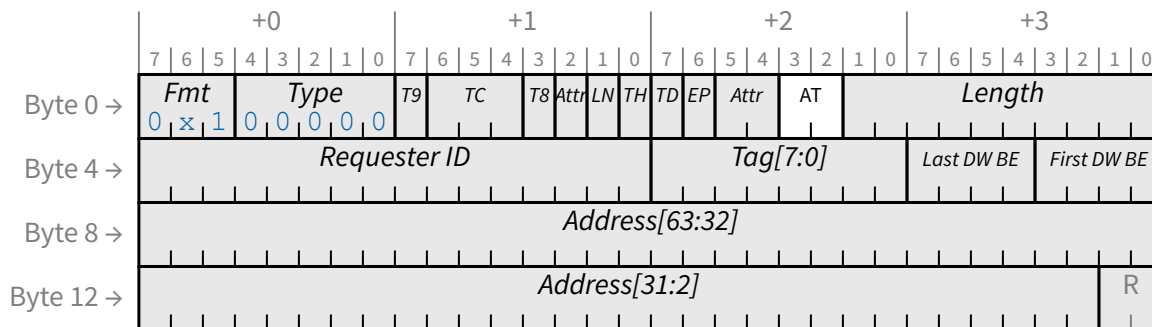 +0 +1 +2 +3
7 6 5 4 3 2 1 0 7 6 5 4 3 2 1 0 7 6 5 4 3 2 1 0 7 6 5 4 3 2 1 0
Byte 0 → Fmt Type T9 TC T8 Attr LN TH TD EP Attr AT Length
0 x 1 0 0 0 0 0
Byte 4 → Requester ID Tag[7:0] Last DW BE First DW BE
Byte 8 → Address[63:32]
Byte 12 → Address[31:2] R